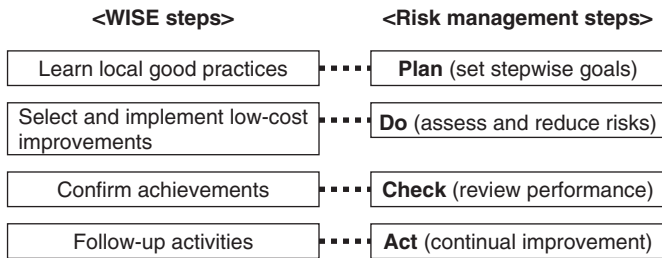 <WISE steps>
<Risk management steps>
Learn local good practices
Plan (set stepwise goals)
Select and implement low-cost
improvements
Do (assess and reduce risks)
Confirm achievements
Check (review performance)
Follow-up activities
Act (continual improvement)